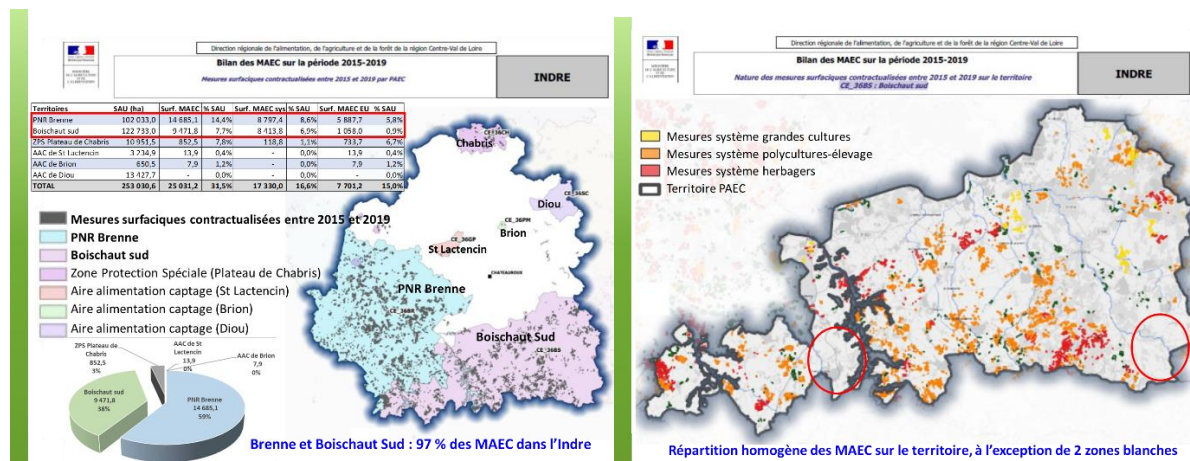 Direction régionale de l'alimentation, de l'agriculture et de la forêt de la région Centre-Val de Loire
Bilan des MAEC sur la période 2015-2019
Mesures surfaciques contractualisées entre 2015 et 2019 par PAEC
INDRE
Territoires SAU (ha) Surf. MAEC % SAU Surf. MAEC sys % SAU Surf. MAEC EU % SAU
PNR Brenne 102 033,0 14 685,1 14,4% 8 797,4 8,6% 5 887,7 5,8%
Boischaut sud 122 733,0 9 471,8 7,7% 8 413,8 6,9% 1 058,0 0,9%
ZPS Plateau de Chabris 10 951,5 852,5 7,8% 118,8 1,1% 733,7 6,7%
AAC de St Lactencin 3 234,9 13,9 0,4% - 0,0% 13,9 0,4%
AAC de Brion 650,5 7,9 1,2% - 0,0% 7,9 1,2%
AAC de Diou 13 427,7 - 0,0% - 0,0% - 0,0%
TOTAL 253 030,6 25 031,2 31,5% 17 330,0 16,6% 7 701,2 15,0%
Mesures surfaciques contractualisées entre 2015 et 2019
PNR Brenne
Boischaut sud
Zone Protection Spéciale (Plateau de Chabris)
Aire alimentation captage (St Lactencin)
Aire alimentation captage (Brion)
Aire alimentation captage (Diou)
CE_36CH
Chabris
CE_36SC
Diou
CE_36PM
Brion
CE_36GP
St Lactencin
CHATEAUROUX
PNR Brenne
CE_36BR
Boischaut Sud
CE_36BS
ZPS Plateau de
Chabris
852,5
3%
AAC de St
Lactencin
13,9
0%
AAC de Brion
7,9
0%
Boischaut sud
9 471,8
38%
PNR Brenne
14 685,1
59%
Brenne et Boischaut Sud : 97 % des MAEC dans l'Indre
Direction régionale de l'alimentation, de l'agriculture et de la forêt de la région Centre-Val de Loire
Bilan des MAEC sur la période 2015-2019
Nature des mesures surfaciques contractualisées entre 2015 et 2019 sur le territoire
CE_36BS : Boischaut sud
INDRE
Mesures système grandes cultures
Mesures système polycultures-élevage
Mesures système herbagers
Territoire PAEC
Répartition homogène des MAEC sur le territoire, à l'exception de 2 zones blanches